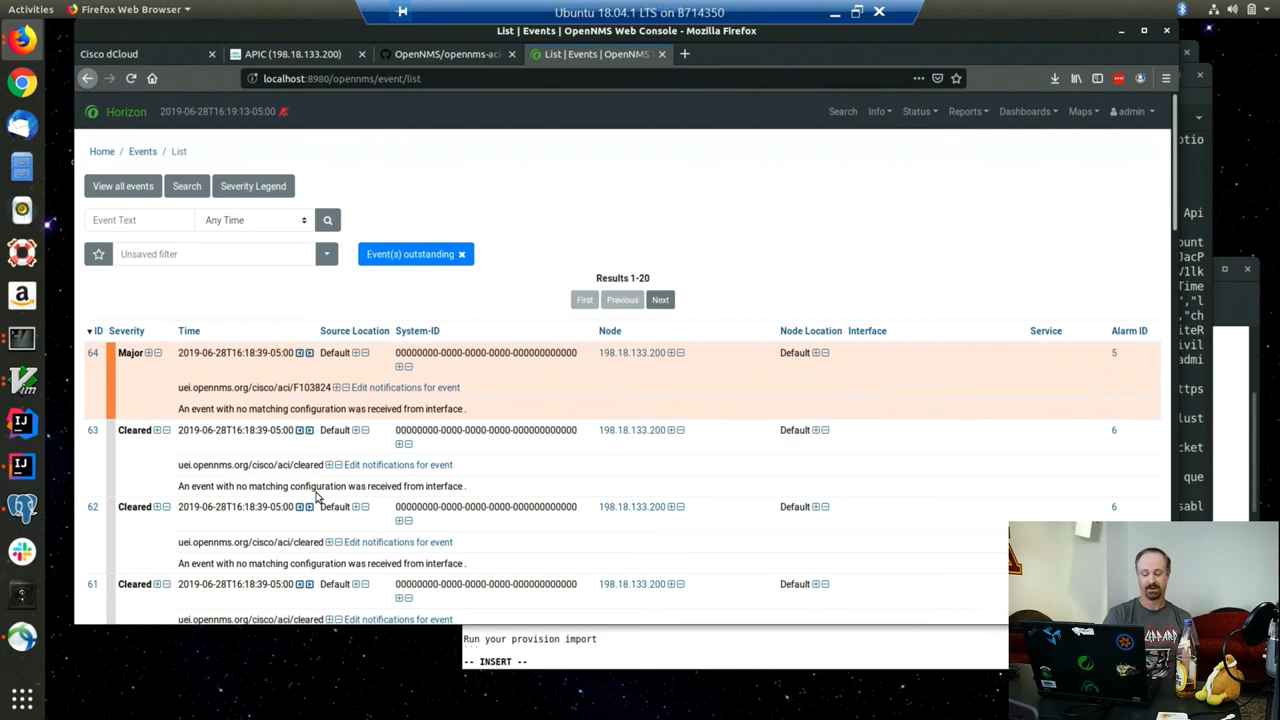 Activities
Firefox Web Browser
Ubuntu 18.04.1 LTS on B714350
List | Events | OpenNMS Web Console - Mozilla Firefox
Cisco dCloud
APIC (198.18.133.200)
OpenNMS/opennms-aci
List | Events | OpenNMS
localhost:8980/opennms/event/list
Horizon
2019-06-28T16:19:13-05:00
Search
Info
Status
Reports
Dashboards
Maps
admin
Home / Events / List
View all events
Search
Severity Legend
Event Text
Any Time
Unsaved filter
Event(s) outstanding
Results 1-20
First
Previous
Next
ID Severity Time Source Location System-ID Node Node Location Interface Service Alarm ID
64 Major 2019-06-28T16:18:39-05:00 Default 00000000-0000-0000-0000-000000000000 198.18.133.200 Default 5
uei.opennms.org/cisco/aci/F103824 Edit notifications for event
An event with no matching configuration was received from interface .
63 Cleared 2019-06-28T16:18:39-05:00 Default 00000000-0000-0000-0000-000000000000 198.18.133.200 Default 6
uei.opennms.org/cisco/aci/cleared Edit notifications for event
An event with no matching configuration was received from interface .
62 Cleared 2019-06-28T16:18:39-05:00 Default 00000000-0000-0000-0000-000000000000 198.18.133.200 Default 6
uei.opennms.org/cisco/aci/cleared Edit notifications for event
An event with no matching configuration was received from interface .
61 Cleared 2019-06-28T16:18:39-05:00 Default 00000000-0000-0000-0000-000000000000 198.18.133.200 Default
uei.opennms.org/cisco/aci/cleared Edit notifications for event
Run your provision import
-- INSERT --